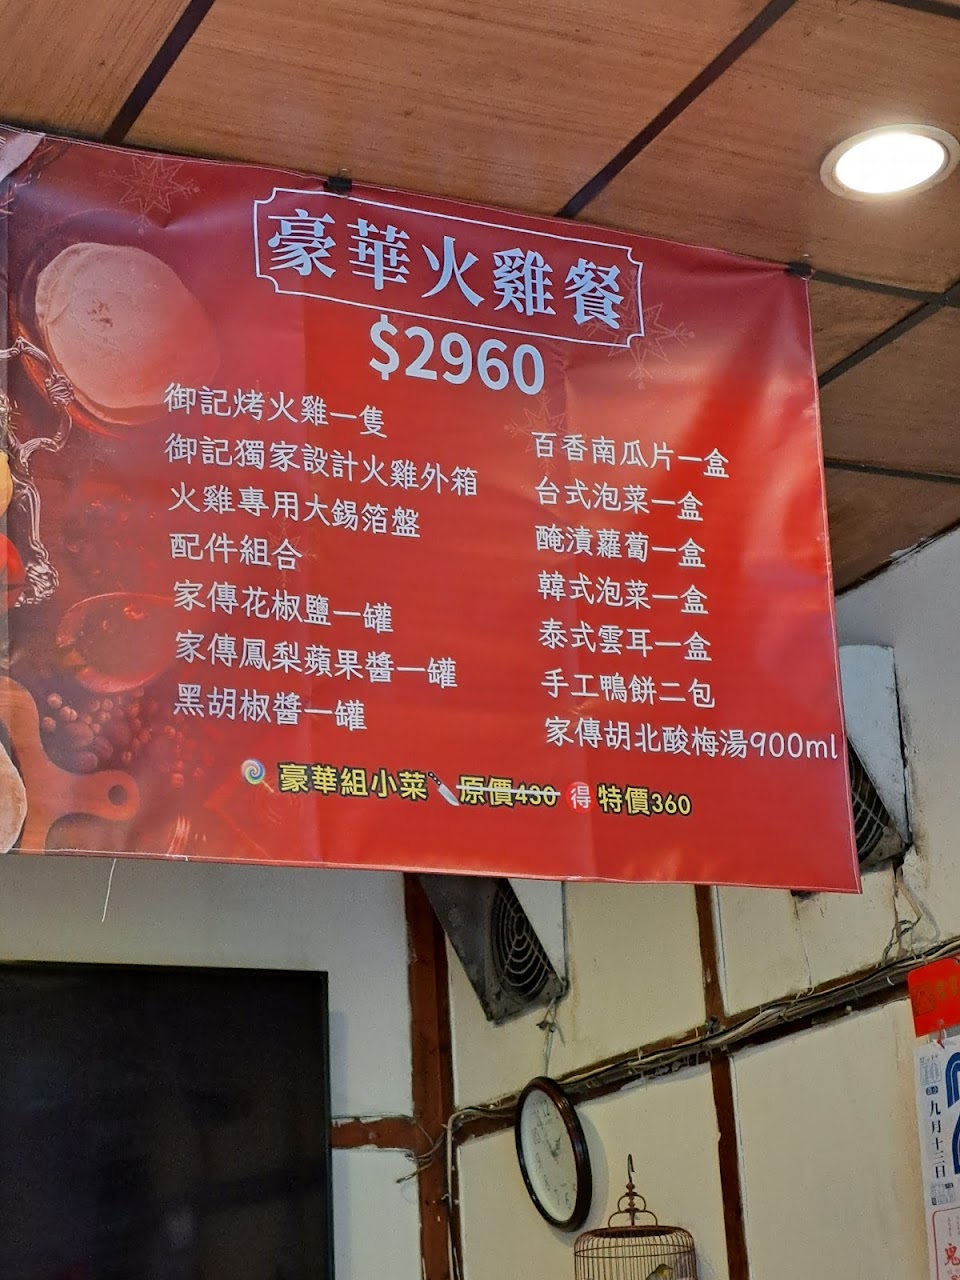 豪華火雞餐
$2960
御記烤火雞一隻
御記獨家設計火雞外箱
火雞專用大錫箔盤
配件組合
家傳花椒鹽一罐
家傳鳳梨蘋果醬一罐
黑胡椒醬一罐
百香南瓜片一盒
台式泡菜一盒
醃漬蘿蔔一盒
韓式泡菜一盒
泰式雲耳一盒
手工鴨餅二包
家傳胡北酸梅湯900ml
豪華組小菜 原價430 得 特價360
九月十三日